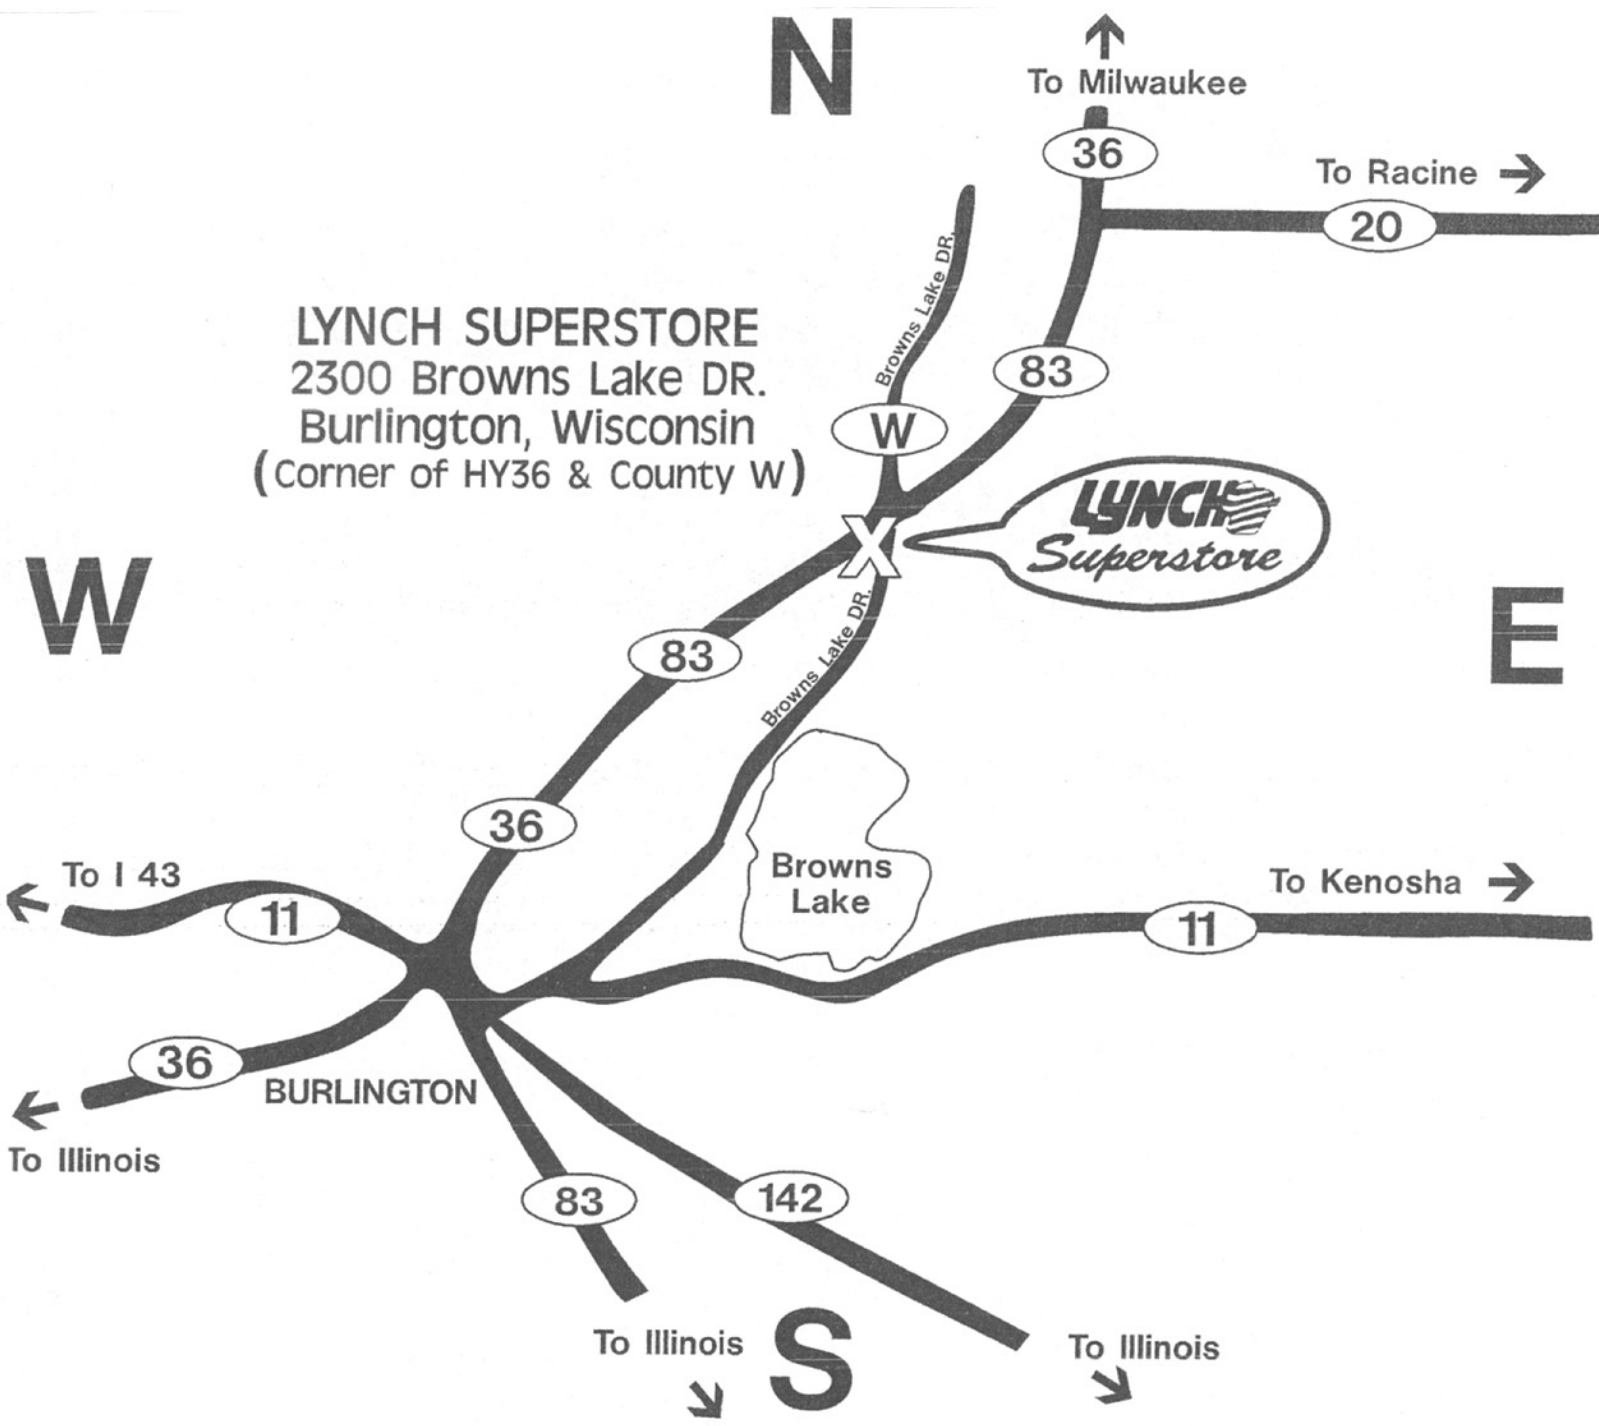 N
To Milwaukee
36
To Racine
20
Browns Lake DR.
LYNCH SUPERSTORE
2300 Browns Lake DR.
Burlington, Wisconsin
(Corner of HY36 & County W)
83
W
LYNCH
Superstore
X
W
E
83
Browns Lake DR.
36
Browns
Lake
To I 43
11
To Kenosha
11
36
BURLINGTON
To Illinois
83
142
To Illinois
S
To Illinois